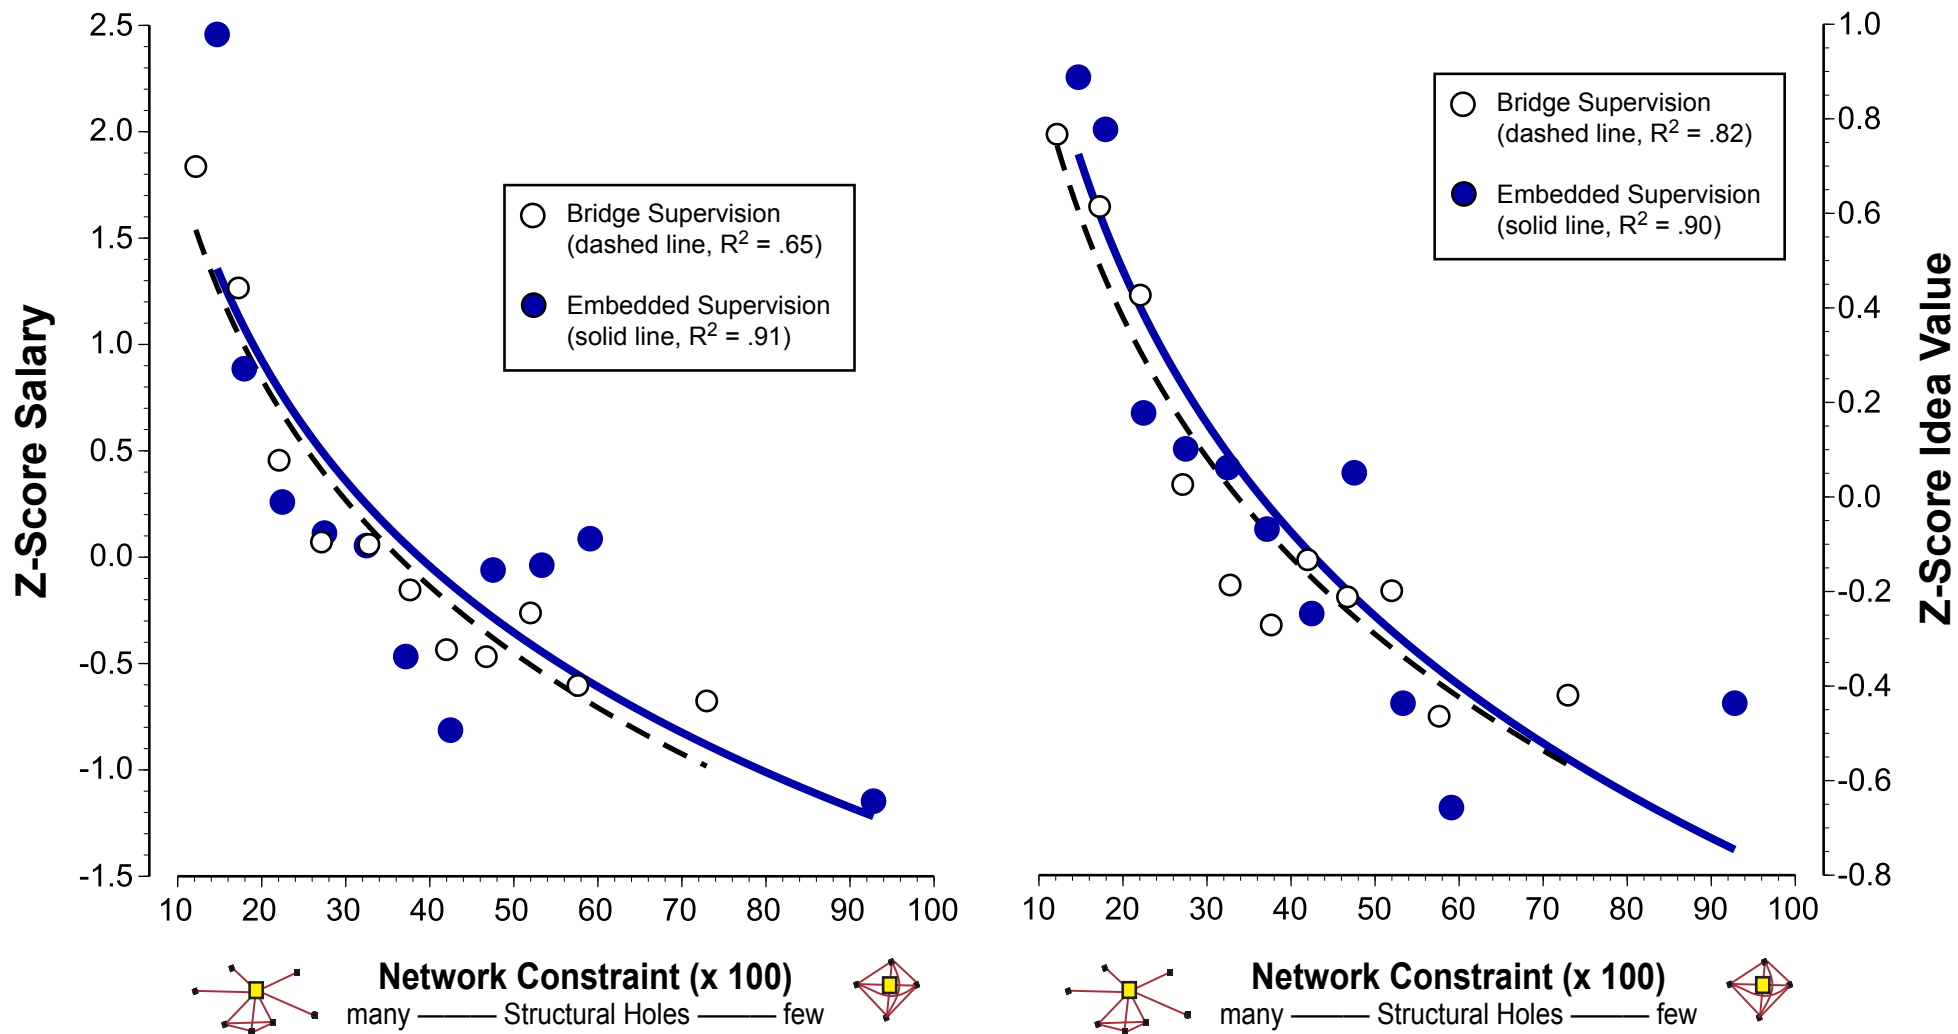 Z-Score Salary
2.5
2.0
1.5
1.0
0.5
0.0
-0.5
-1.0
-1.5
Bridge Supervision
(dashed line, R² = .65)
Embedded Supervision
(solid line, R² = .91)
10 20 30 40 50 60 70 80 90 100
Network Constraint (x 100)
many ——— Structural Holes ——— few
Bridge Supervision
(dashed line, R² = .82)
Embedded Supervision
(solid line, R² = .90)
1.0
0.8
0.6
0.4
0.2
0.0
-0.2
-0.4
-0.6
-0.8
Z-Score Idea Value
10 20 30 40 50 60 70 80 90 100
Network Constraint (x 100)
many ——— Structural Holes ——— few